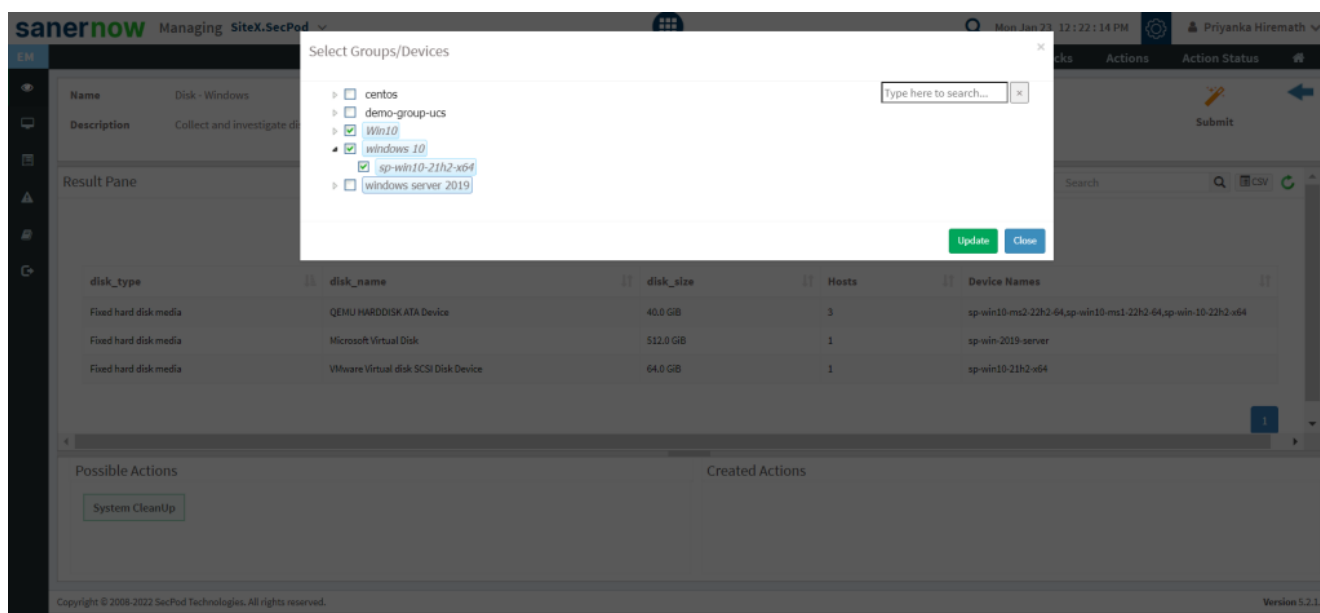 sanernow Managing SiteX.SecPod Mon Jan 23, 12:22:14 PM Priyanka Hiremath
EM Select Groups/Devices × cks Actions Action Status
Name Disk - Windows
Description Collect and investigate di
centos
demo-group-ucs
Win10
windows 10
sp-win10-21h2-x64
windows server 2019
Type here to search... ×
Submit
Update Close
Result Pane Search CSV
disk_type disk_name disk_size Hosts Device Names
Fixed hard disk media QEMU HARDDISK ATA Device 40.0 GiB 3 sp-win10-ms2-22h2-64,sp-win10-ms1-22h2-64,sp-win-10-22h2-x64
Fixed hard disk media Microsoft Virtual Disk 512.0 GiB 1 sp-win-2019-server
Fixed hard disk media VMware Virtual disk SCSI Disk Device 64.0 GiB 1 sp-win10-21h2-x64
1
Possible Actions Created Actions
System CleanUp
Copyright © 2008-2022 SecPod Technologies. All rights reserved. Version 5.2.1.